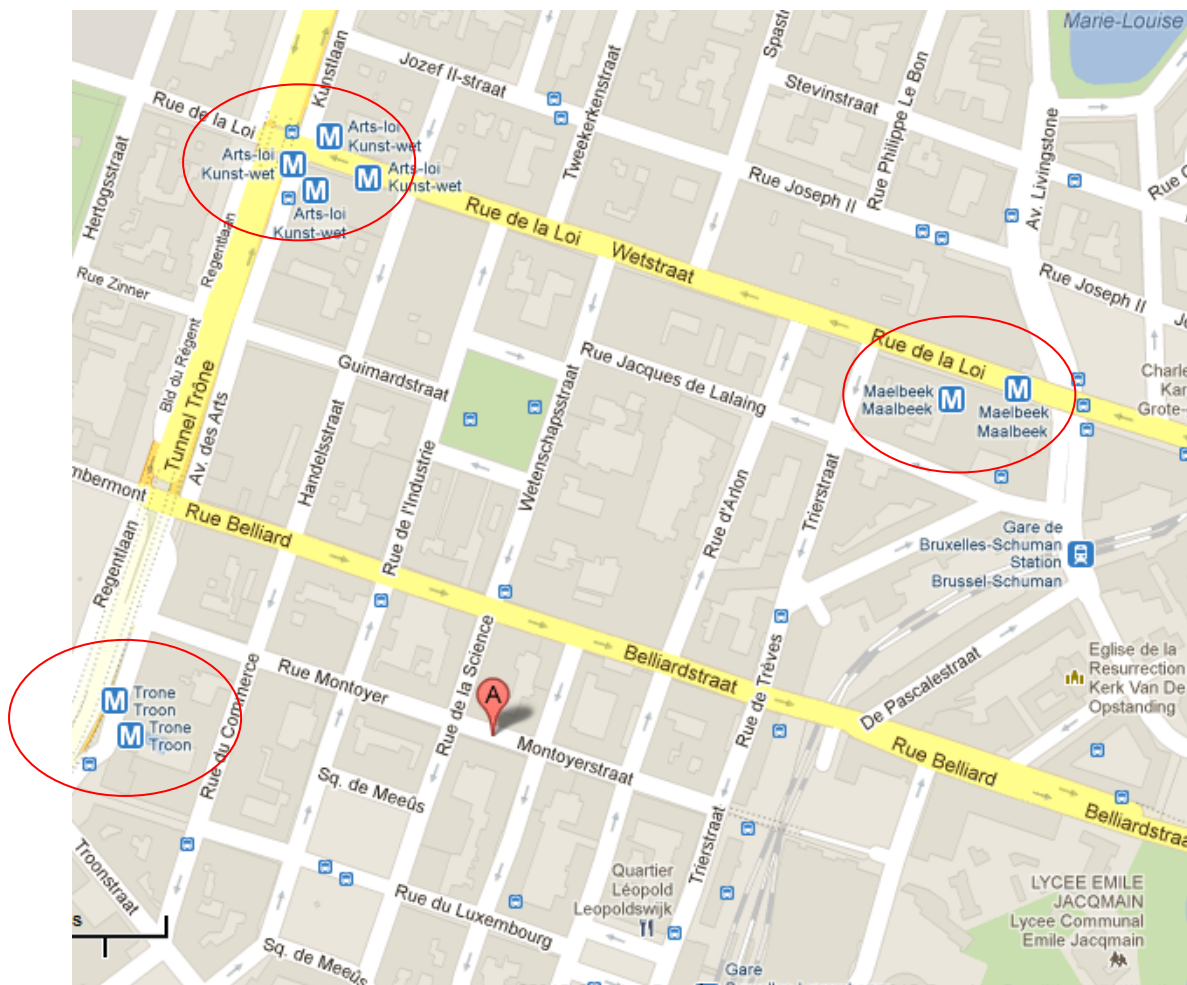 Marie-Louise
Jozef II-straat
Kunstlaan
Tweekerkenstraat
Stevinstraat
Rue Philippe Le Bon
Av. Livingstone
Rue de la Loi
Arts-loi
Kunst-wet
Arts-loi
Kunst-wet
Arts-loi
Kunst-wet
Arts-loi
Kunst-wet
Hertogsstraat
Regentlaan
Rue Joseph II
Rue de la Loi
Wetstraat
Rue Joseph II
Rue Zinner
Bld du Régent
Tunnel Trône
Av. des Arts
Guimardstraat
Handelsstraat
Rue de l'Industrie
Wetenschapsstraat
Rue Jacques de Lalaing
Rue de la Loi
Maelbeek
Maalbeek
Maelbeek
Maalbeek
Rue d'Arlon
Trierstraat
Rue Belliard
Regentlaan
Gare de
Bruxelles-Schuman
Station
Brussel-Schuman
Rue Montoyer
Rue de la Science
A
Belliardstraat
Rue de Trèves
De Pascalestraat
Eglise de la
Resurrection
Kerk Van De
Opstanding
Trone
Troon
Trone
Troon
Rue du Commerce
Sq. de Meeûs
Montoyerstraat
Rue Belliard
Troonstraat
Trierstraat
Quartier
Léopold
Leopoldswijk
Rue du Luxembourg
Sq. de Meeûs
LYCEE EMILE
JACQMAIN
Lycee Communal
Emile Jacqmain
Gare